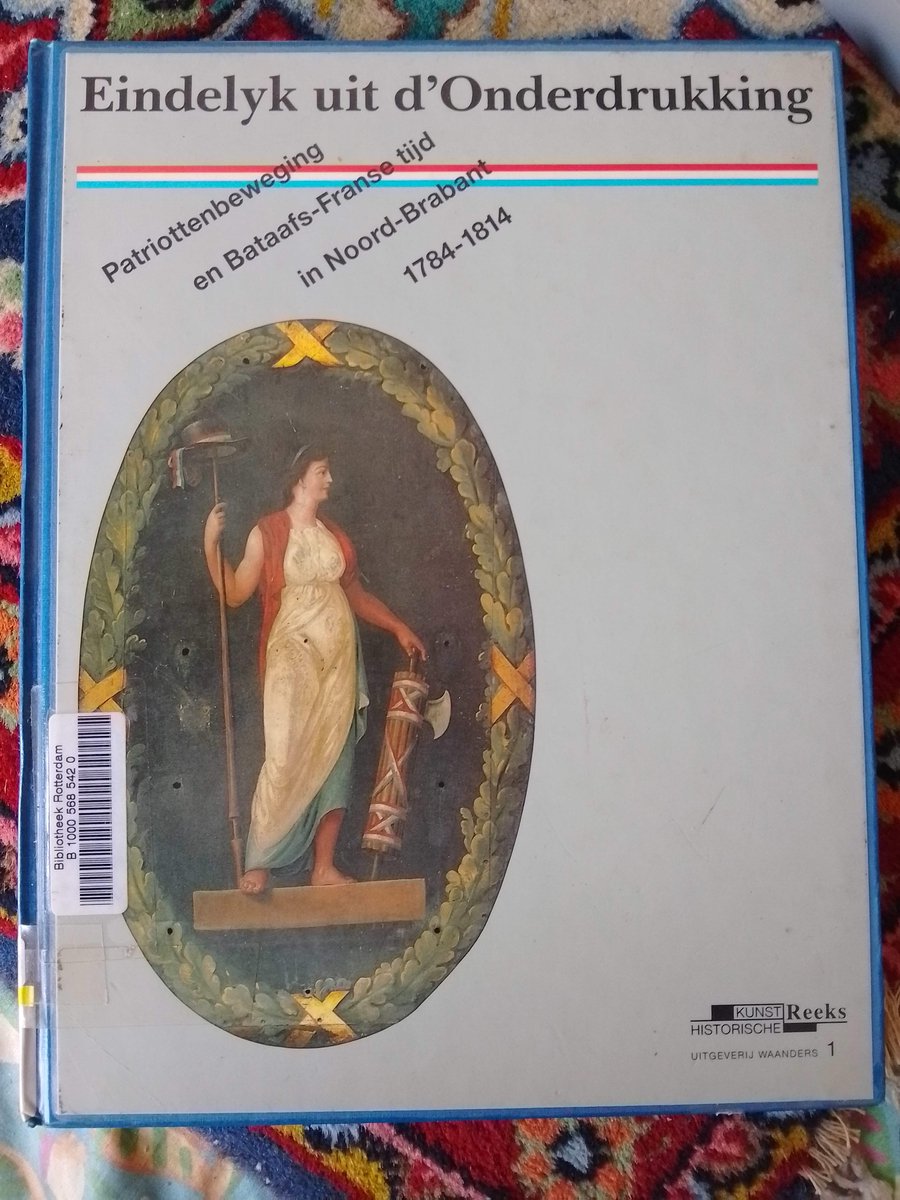 Eindelyk uit d'Onderdrukking
Patriottenbeweging
en Bataafs-Franse tijd
in Noord-Brabant
1784-1814
Bibliotheek Rotterdam
B 1000 568 542 0
KUNST
HISTORISCHE
Reeks
UITGEVERIJ WAANDERS 1